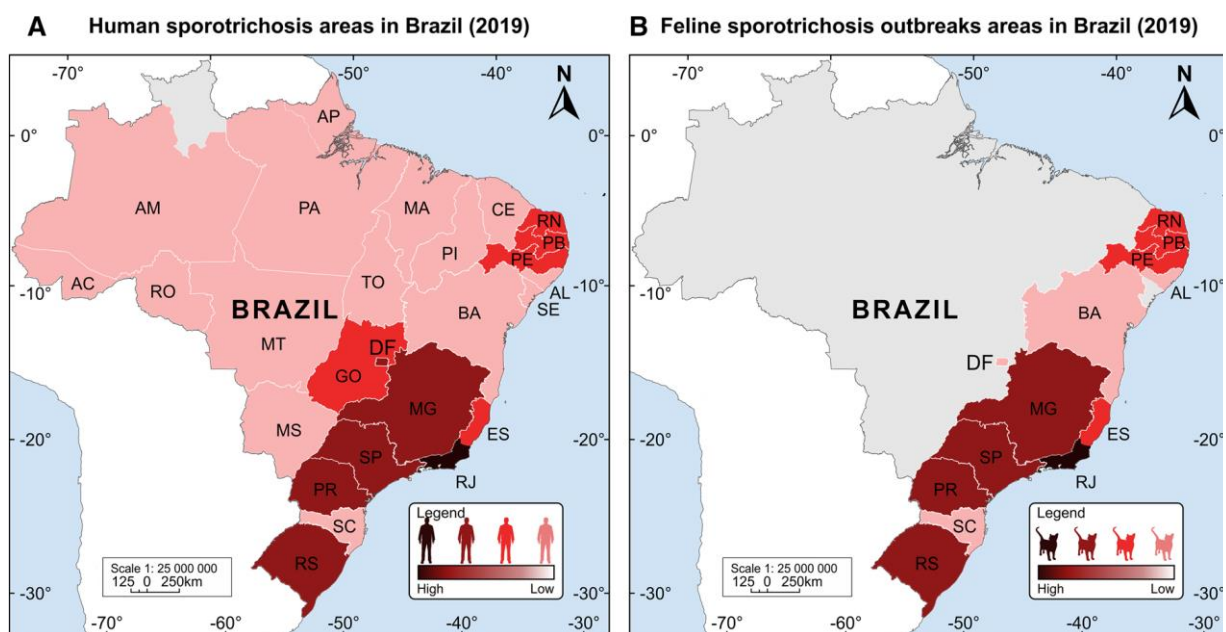 A Human sporotrichosis areas in Brazil (2019)
-70° -50° -40°
N
0° 0°
AP
AM PA MA CE
RN
PB
PE
PI
AC RO TO
-10° -10°
AL
SE
BRAZIL BA
MT DF
GO
MG
MS ES
-20° -20°
SP
RJ
PR
Legend
SC
RS
Scale 1: 25 000 000
125 0 250km
High Low
-30° -30°
-60° -50° -40° -30°
B Feline sporotrichosis outbreaks areas in Brazil (2019)
-70° -50° -40°
N
0° 0°
RN
PB
PE
-10° -10°
AL
BRAZIL BA
DF
MG
ES
-20° -20°
SP
RJ
PR
Legend
SC
RS
Scale 1: 25 000 000
125 0 250km
High Low
-30° -30°
-60° -50° -40° -30°